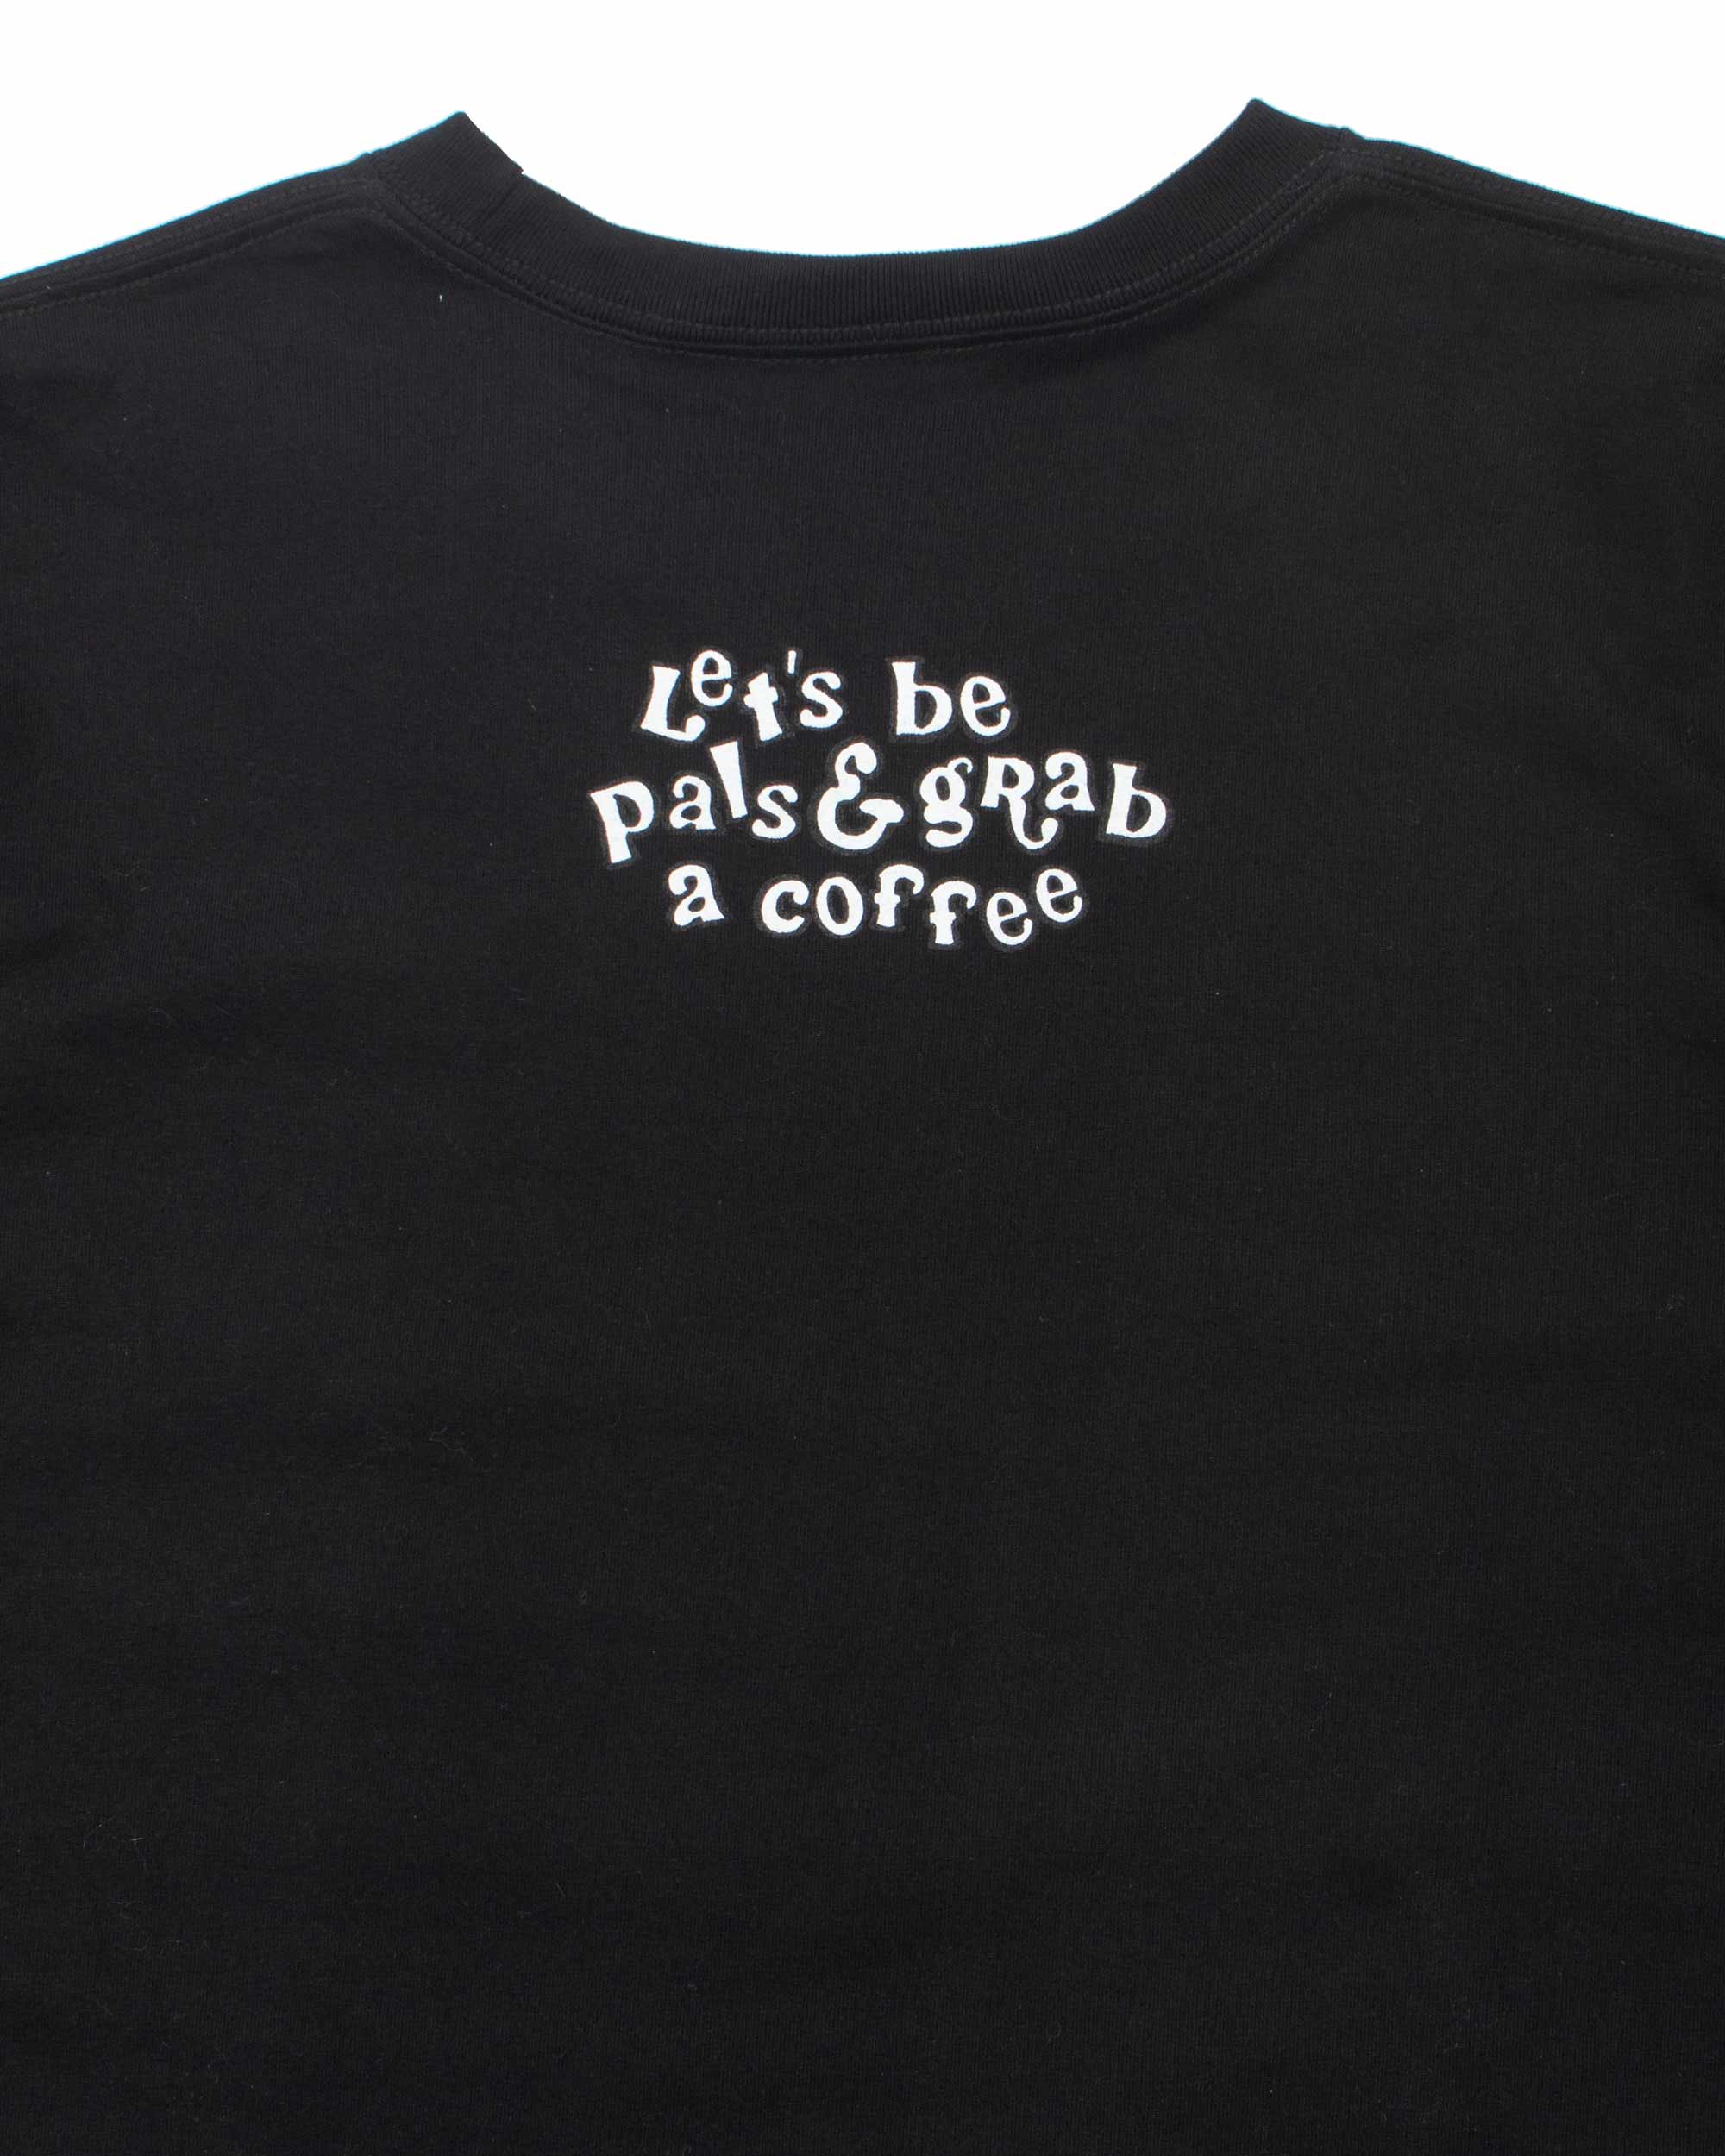 Let's be
pals & gRab
a coffee